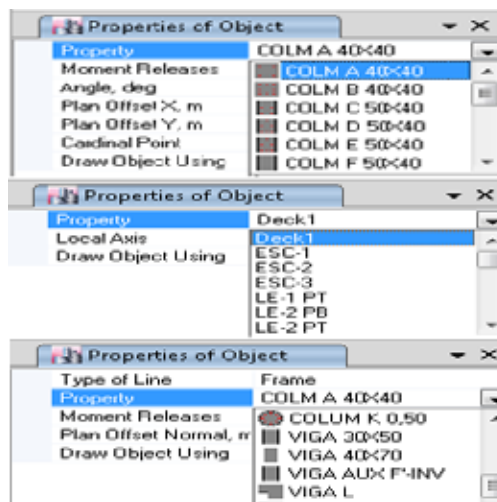 Properties of Object
Property COLM A 40X40
Moment Releases COLM A 40X40
Angle, deg COLM B 40X40
Plan Offset X, m COLM C 50X40
Plan Offset Y, m COLM D 50X40
Cardinal Point COLM E 50X40
Draw Object Using COLM F 50X40
Properties of Object
Property Deck1
Local Axis Deck1
Draw Object Using ESC-1
ESC-2
ESC-3
LE-1 PT
LE-2 PB
LE-2 PT
Properties of Object
Type of Line Frame
Property COLM A 40X40
Moment Releases COLUM K 0,50
Plan Offset Normal, m VIGA 30X50
Draw Object Using VIGA 40X70
VIGA AUX F'-INV
VIGA L